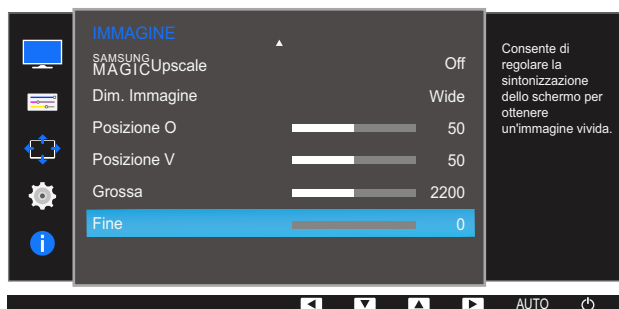 IMMAGINE
SAMSUNG
MAGICUpscale Off
Dim. Immagine Wide
Posizione O 50
Posizione V 50
Grossa 2200
Fine 0
Consente di
regolare la
sintonizzazione
dello schermo per
ottenere
un'immagine vivida.
AUTO